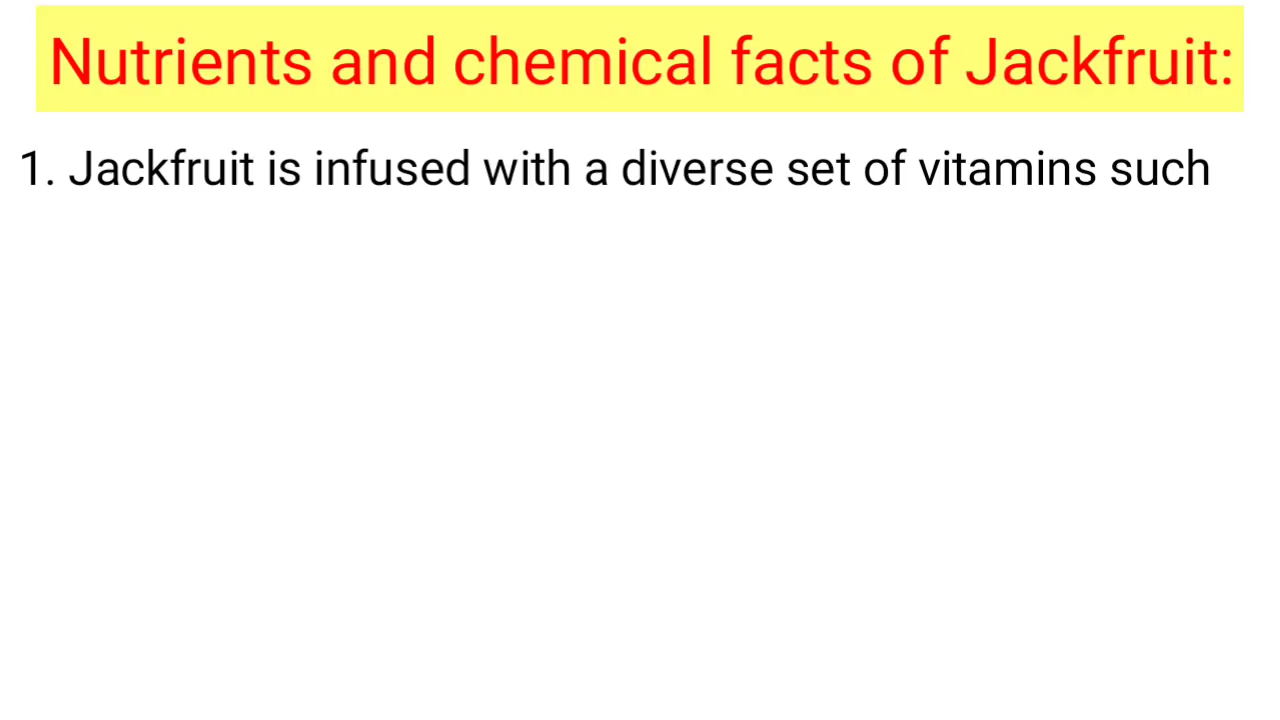 Nutrients and chemical facts of Jackfruit:
1. Jackfruit is infused with a diverse set of vitamins such